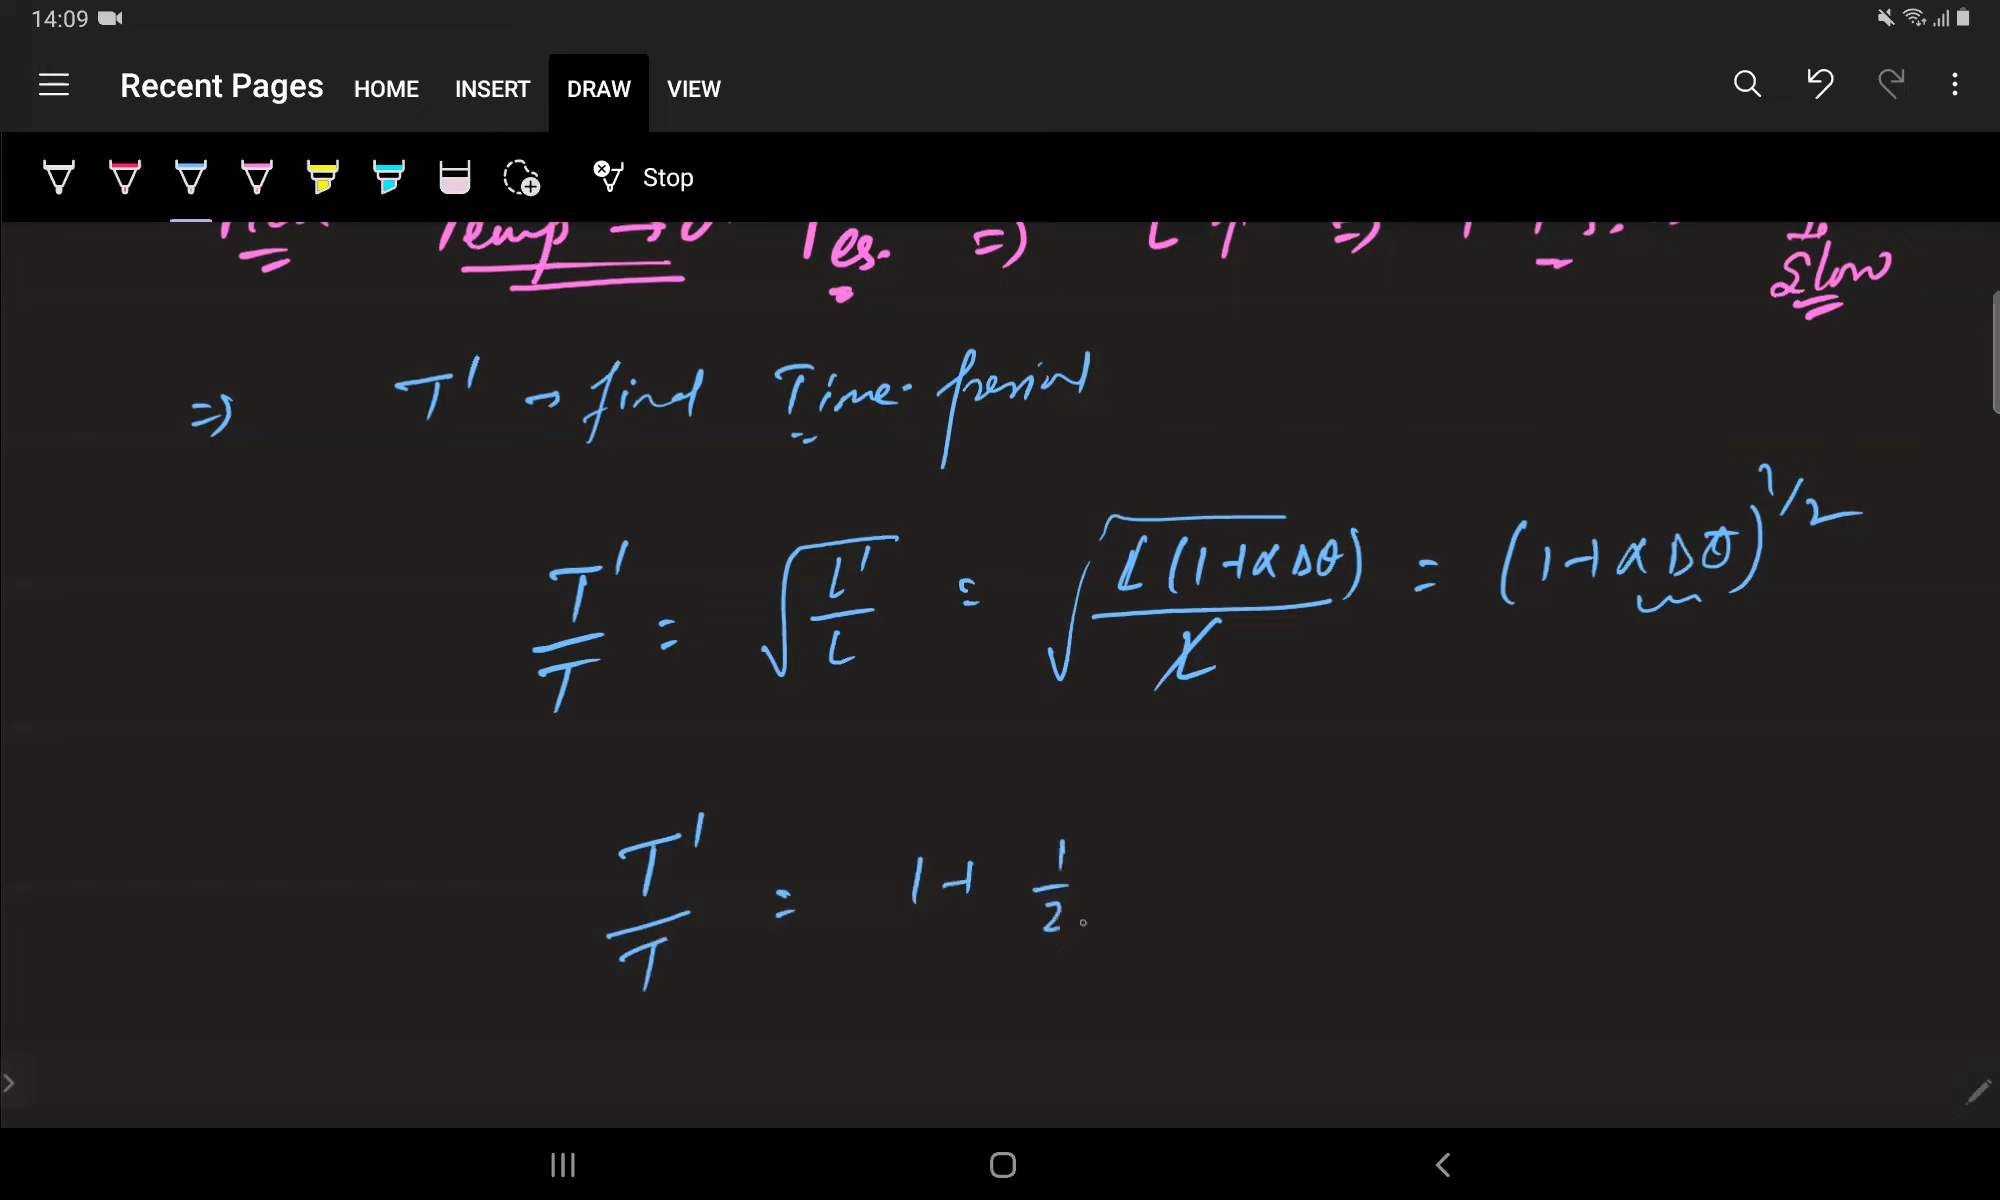 14:09
Recent Pages HOME INSERT DRAW VIEW
Stop
Temp → θ Tes. => L ↑ =>
Slow
=> T' → find Time period
T'/T = √(L'/L) = √(L(1+αΔθ)/L) = (1+αΔθ)^1/2
T'/T = 1+ 1/2